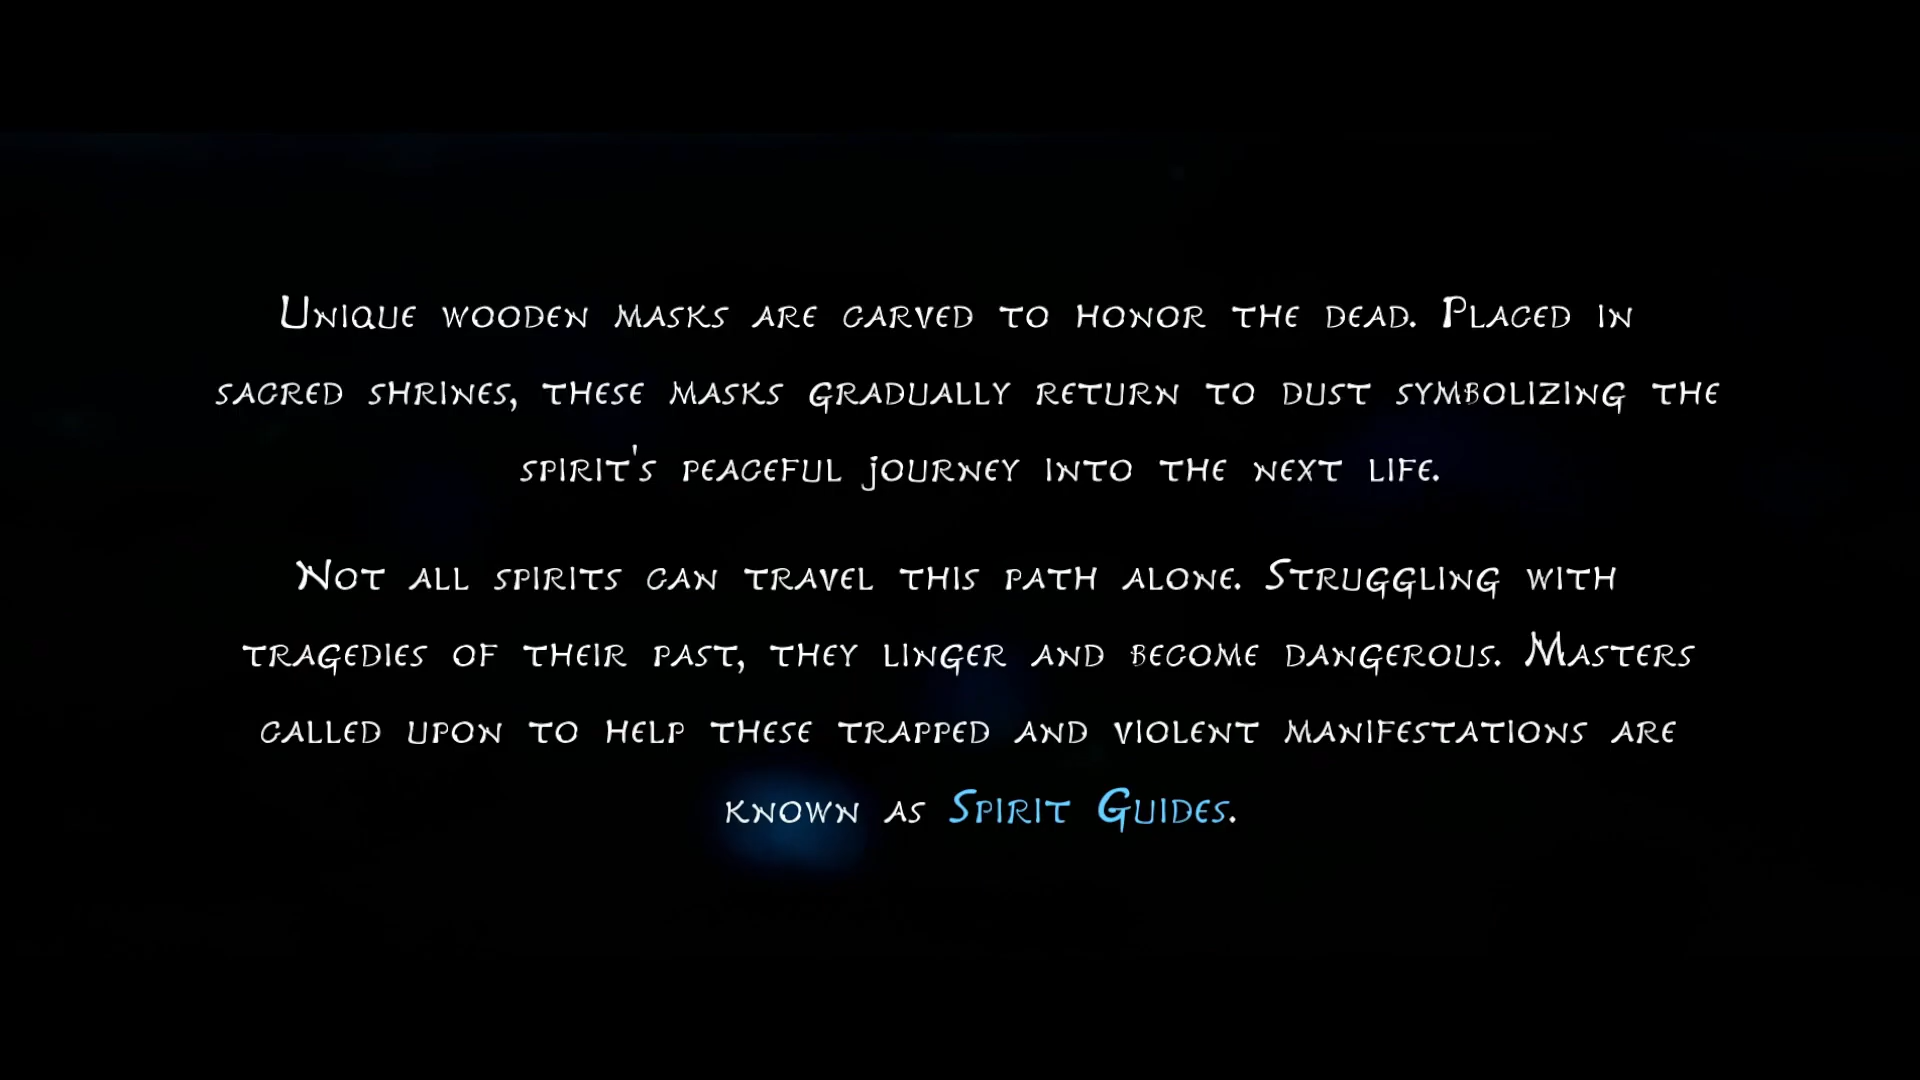 Unique wooden masks are carved to honor the dead. Placed in
sacred shrines, these masks gradually return to dust symbolizing the
spirit's peaceful journey into the next life.
Not all spirits can travel this path alone. Struggling with
tragedies of their past, they linger and become dangerous. Masters
called upon to help these trapped and violent manifestations are
known as Spirit Guides.